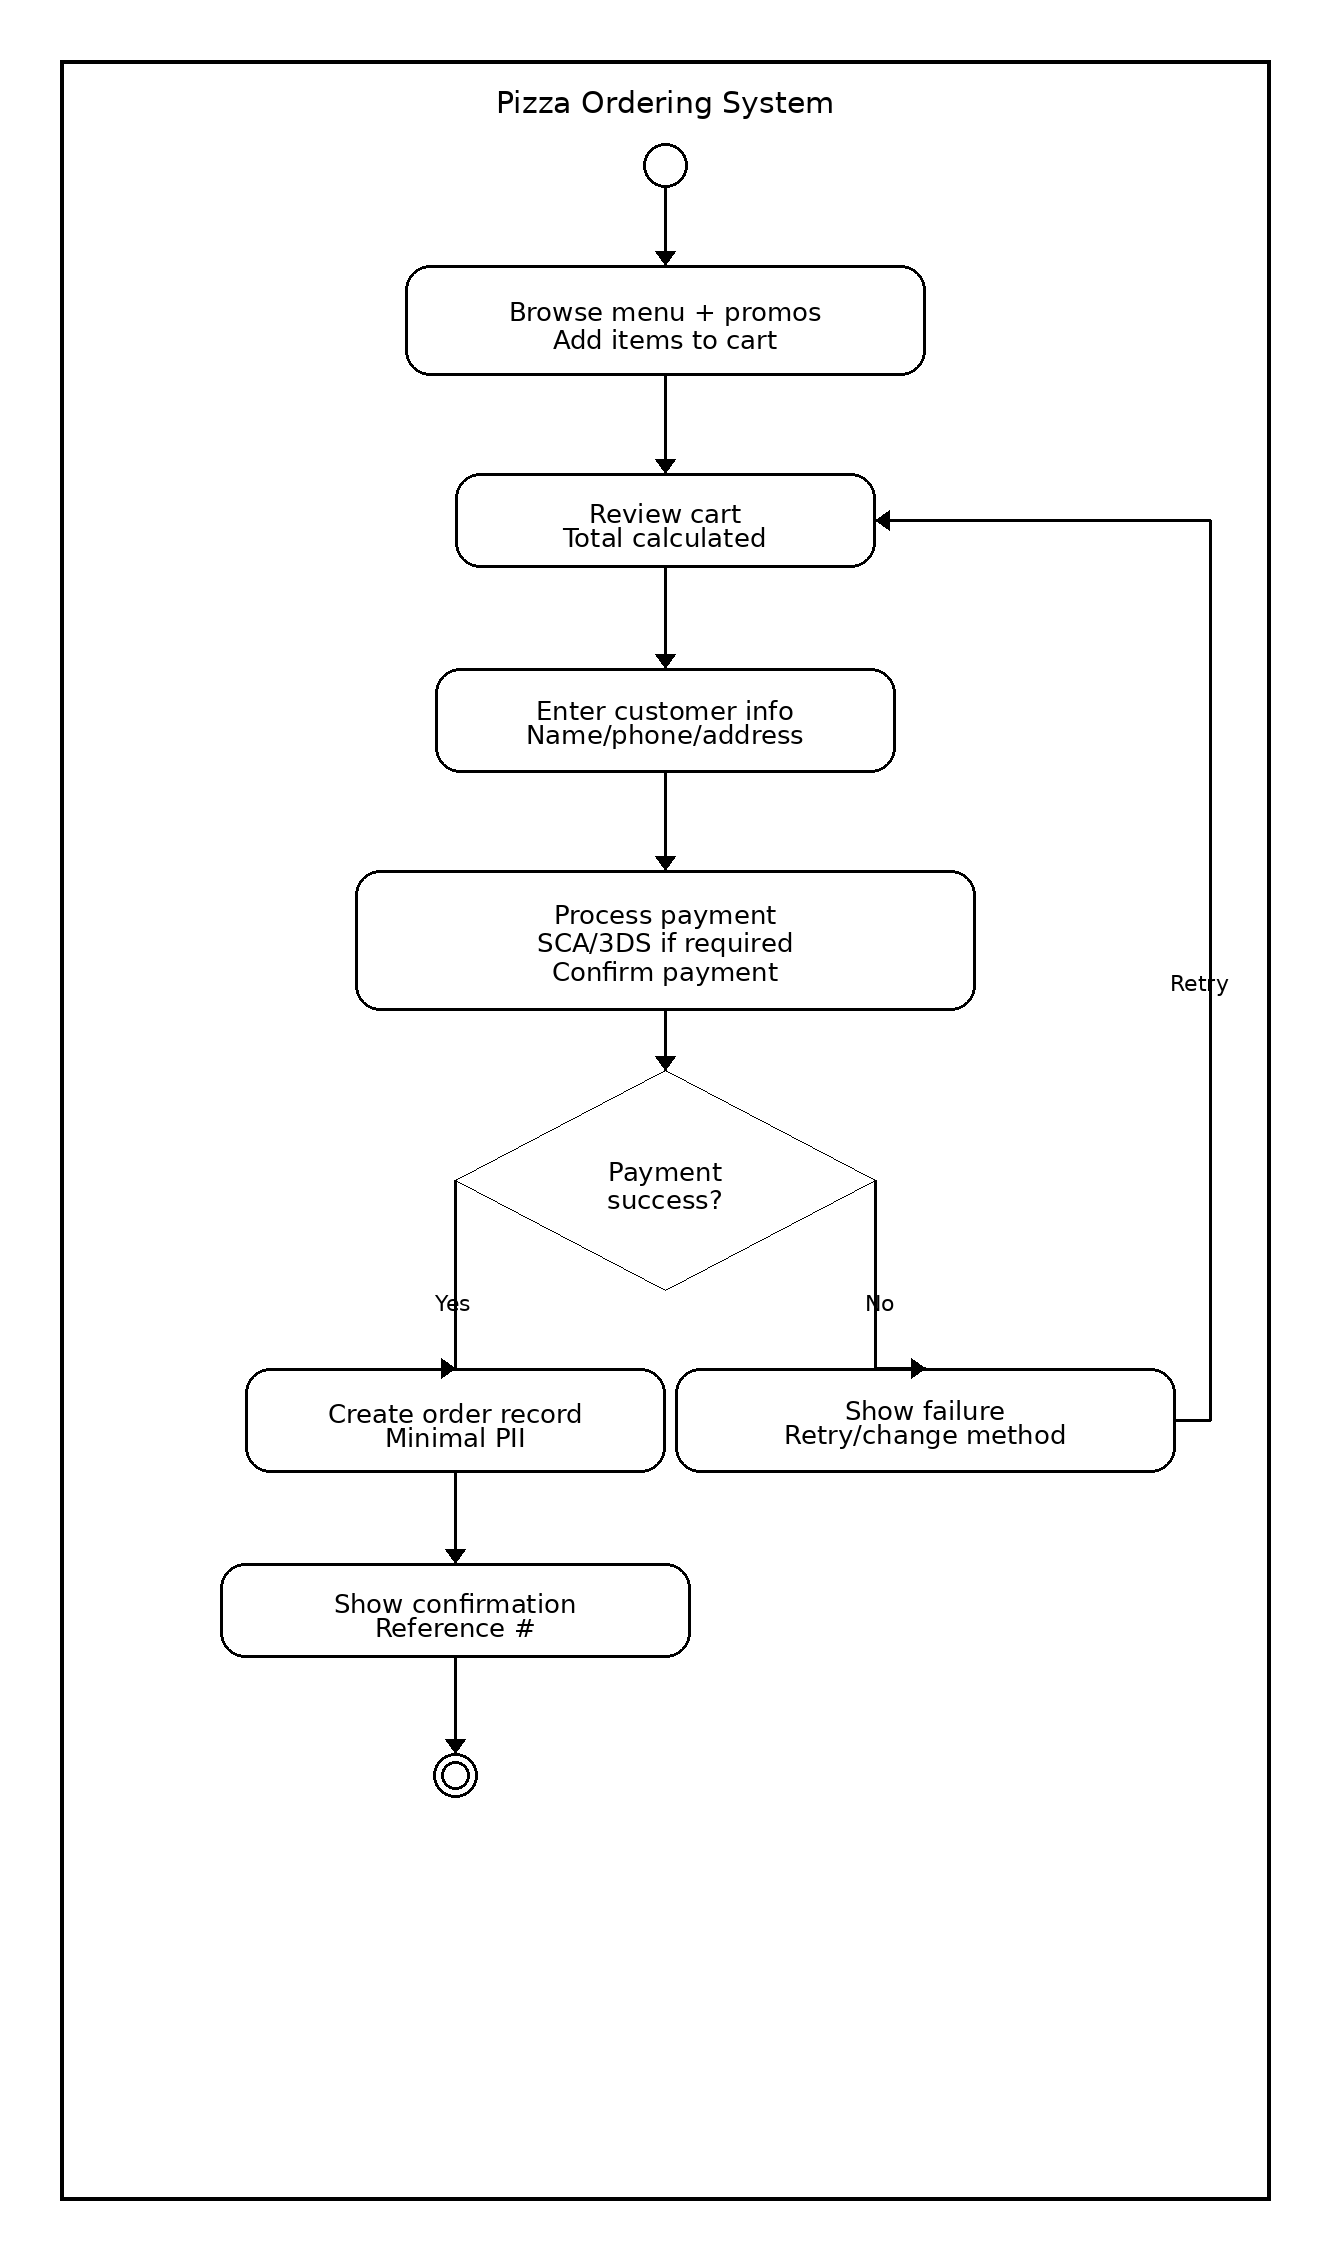 Pizza Ordering System
Browse menu + promos
Add items to cart
Review cart
Total calculated
Enter customer info
Name/phone/address
Process payment
SCA/3DS if required
Confirm payment
Retry
Payment
success?
Yes
No
Create order record
Minimal PII
Show failure
Retry/change method
Show confirmation
Reference #